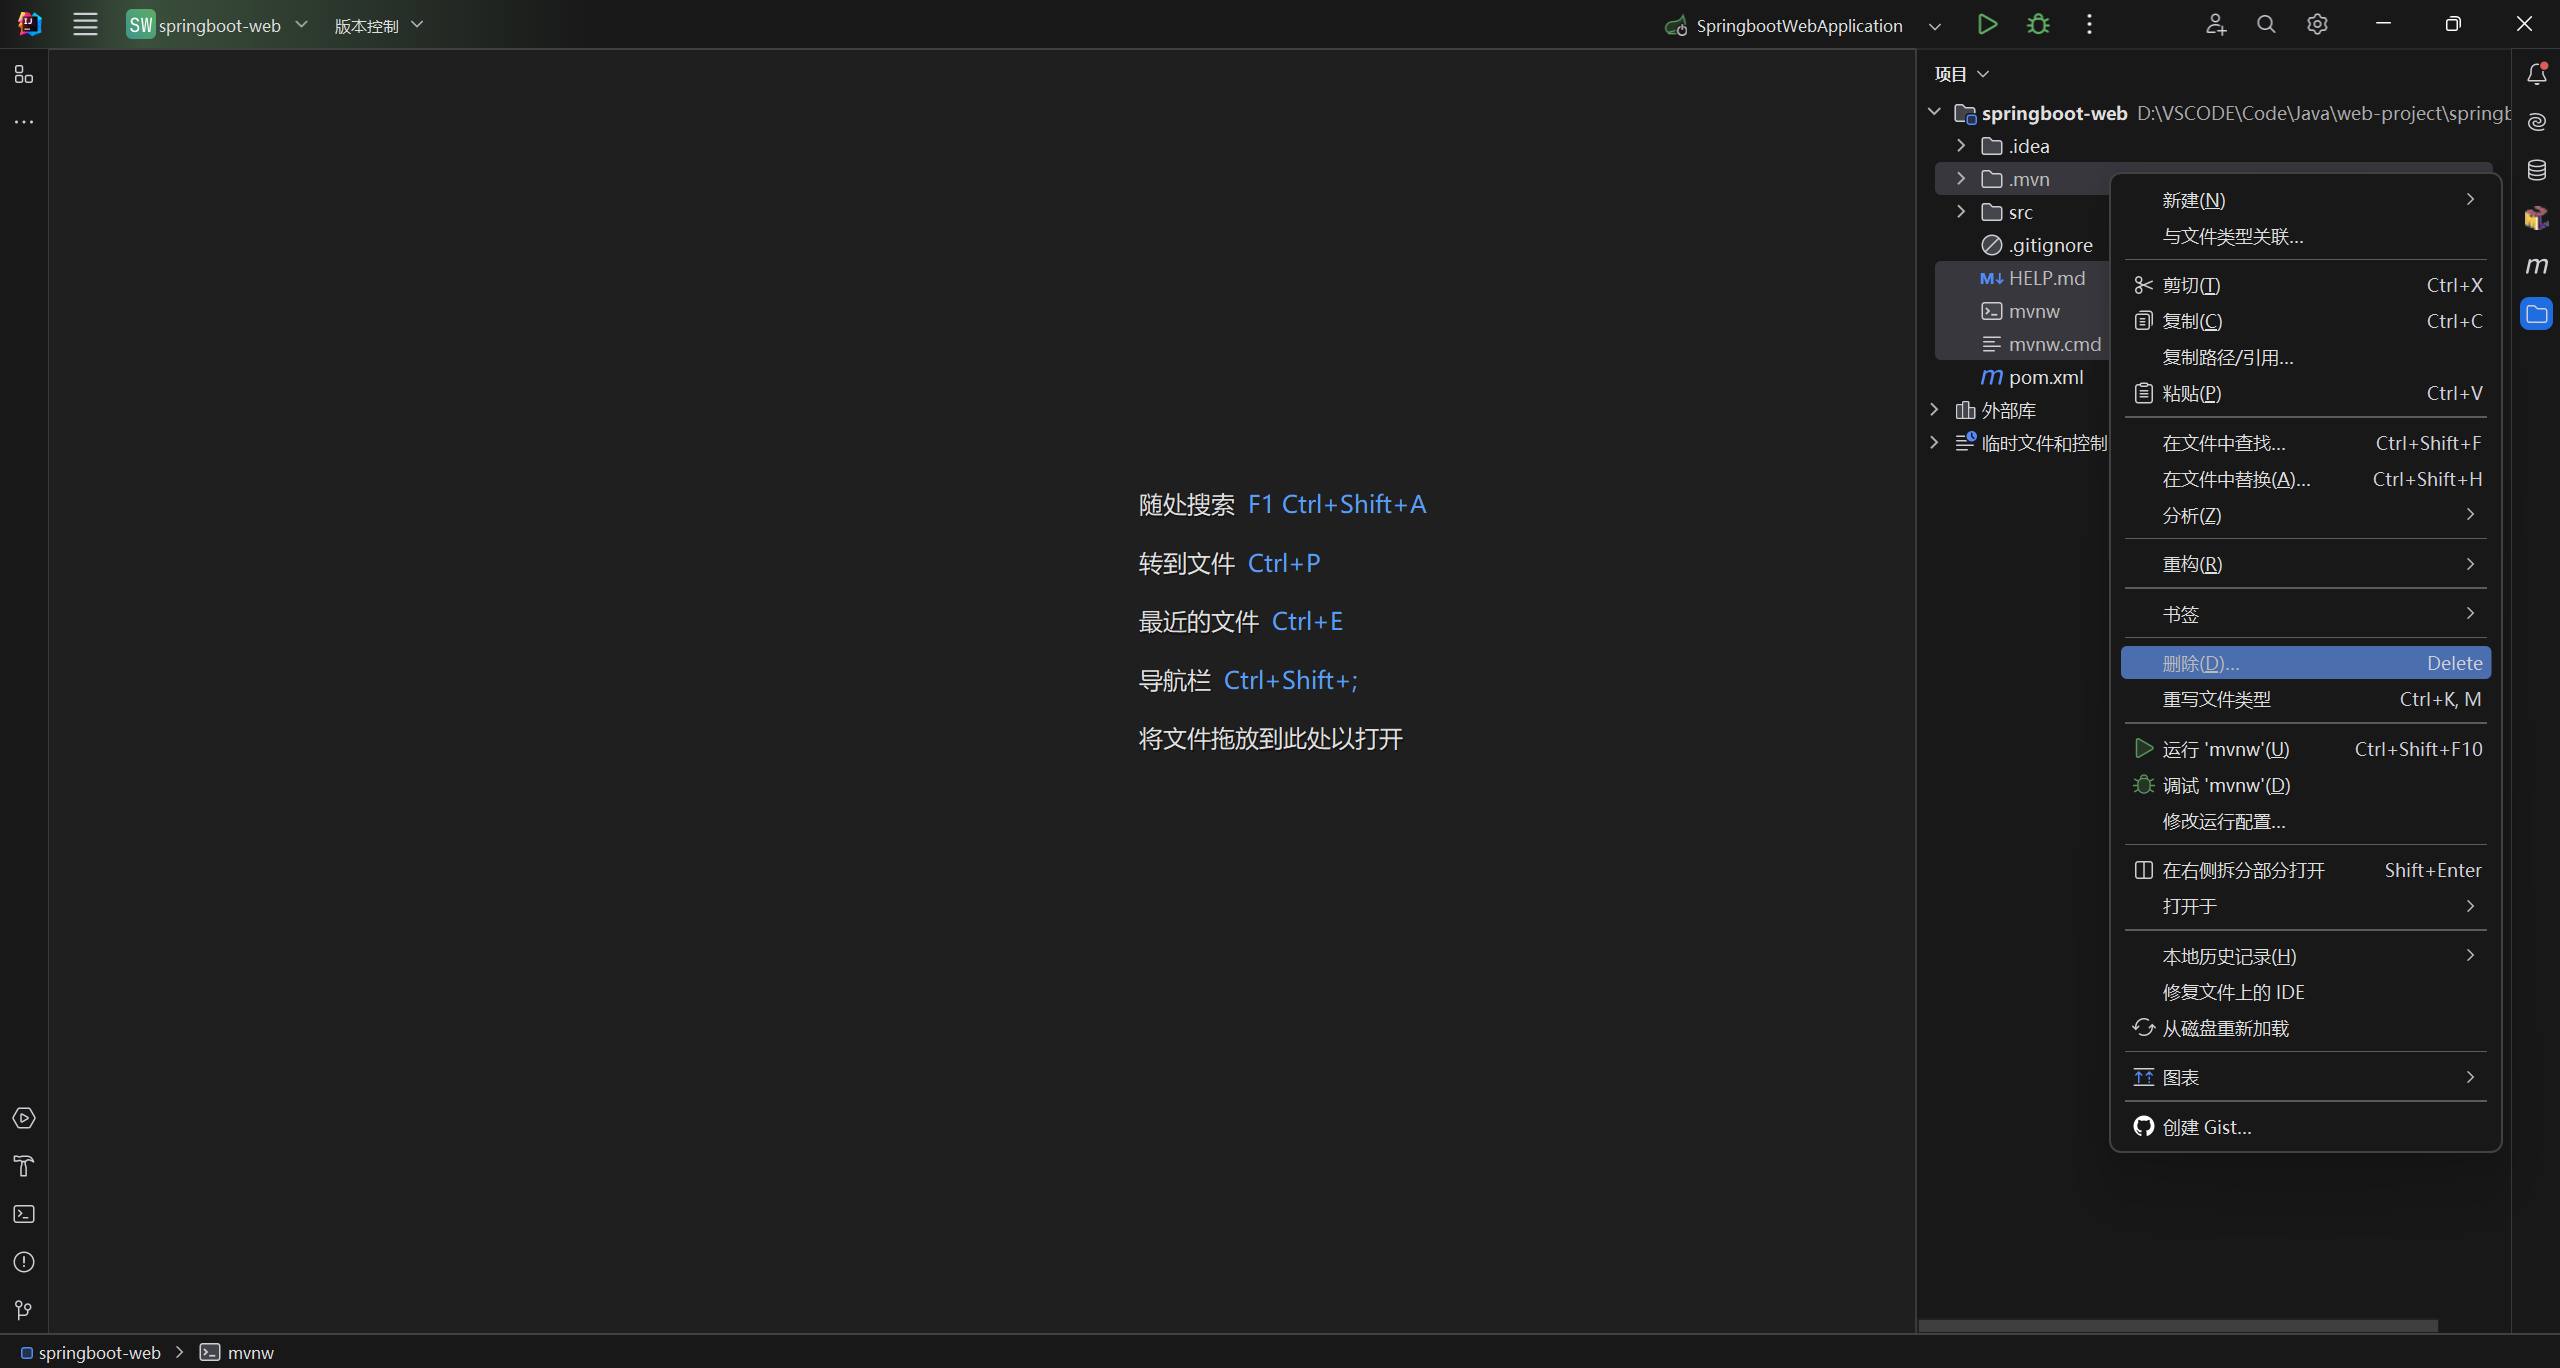 SW springboot-web
版本控制
SpringbootWebApplication
项目
springboot-web D:\VSCODE\Code\Java\web-project\springb
.idea
.mvn
src
.gitignore
M↓ HELP.md
mvnw
mvnw.cmd
m pom.xml
外部库
临时文件和控制
随处搜索 F1 Ctrl+Shift+A
转到文件 Ctrl+P
最近的文件 Ctrl+E
导航栏 Ctrl+Shift+;
将文件拖放到此处以打开
新建(N)
与文件类型关联...
剪切(T) Ctrl+X
复制(C) Ctrl+C
复制路径/引用...
粘贴(P) Ctrl+V
在文件中查找... Ctrl+Shift+F
在文件中替换(A)... Ctrl+Shift+H
分析(Z)
重构(R)
书签
删除(D)... Delete
重写文件类型 Ctrl+K, M
运行 'mvnw'(U) Ctrl+Shift+F10
调试 'mvnw'(D)
修改运行配置...
在右侧拆分部分打开 Shift+Enter
打开于
本地历史记录(H)
修复文件上的 IDE
从磁盘重新加载
图表
创建 Gist...
m
springboot-web
mvnw